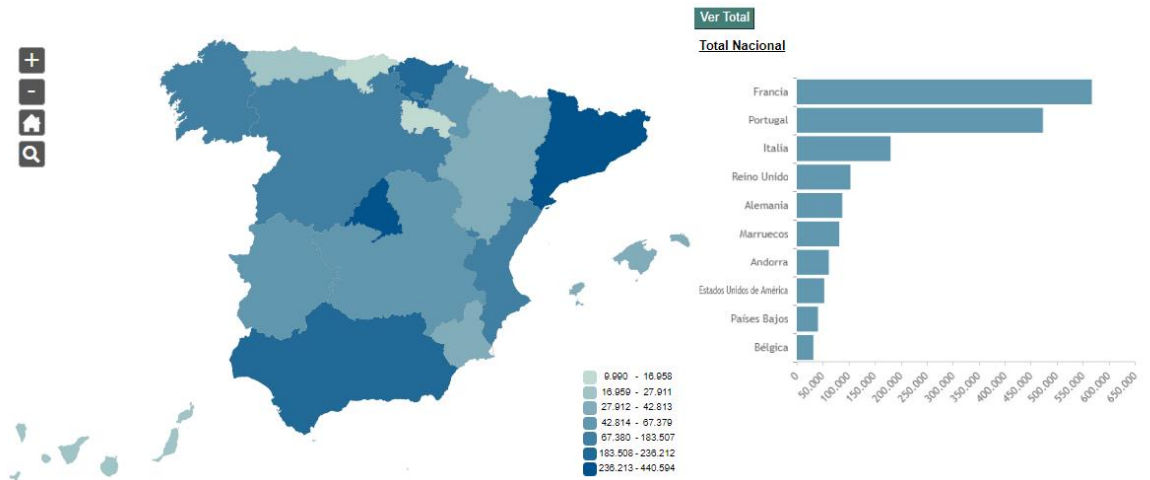 Ver Total
Total Nacional
+
-
Francia
Portugal
Italia
Reino Unido
Alemania
Marruecos
Andorra
Estados Unidos de América
Países Bajos
Bélgica
0
50.000
100.000
150.000
200.000
250.000
300.000
350.000
400.000
450.000
500.000
550.000
600.000
650.000
9.990 - 16.958
16.959 - 27.911
27.912 - 42.813
42.814 - 67.379
67.380 - 183.507
183.508 - 236.212
236.213 - 440.594